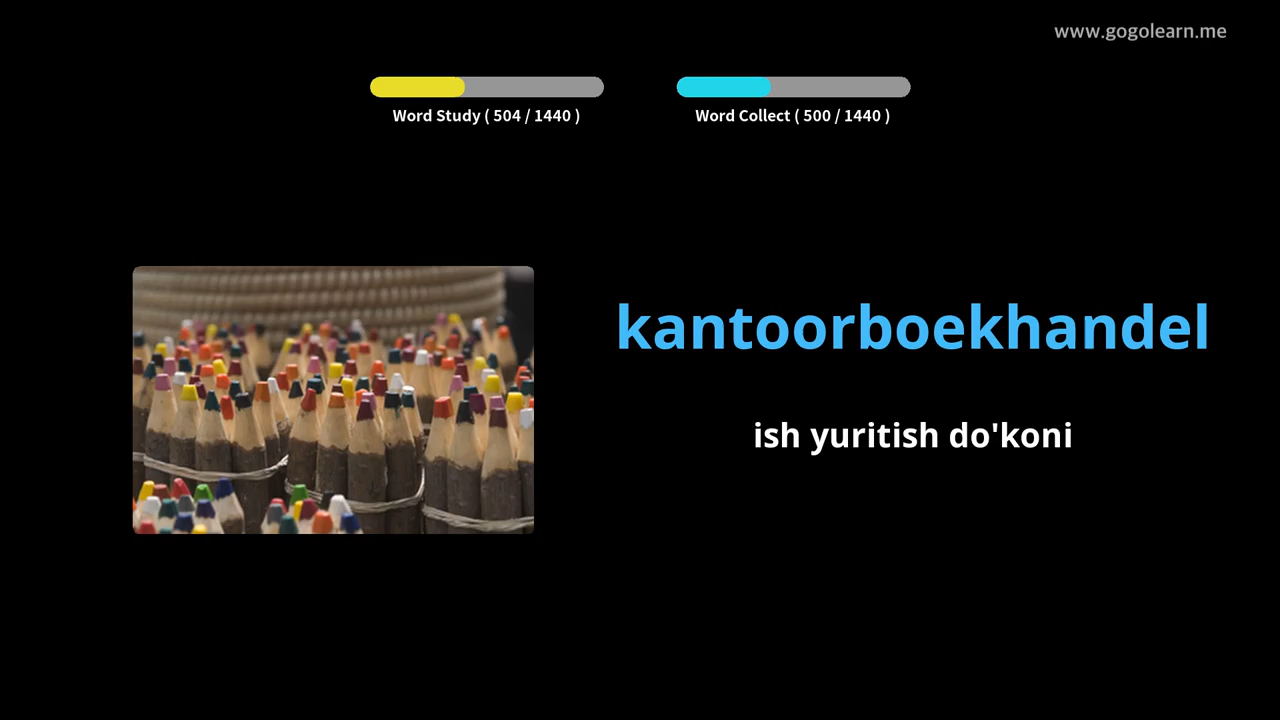 www.gogolearn.me
Word Study ( 504 / 1440 )
Word Collect ( 500 / 1440 )
kantoorboekhandel
ish yuritish do'koni